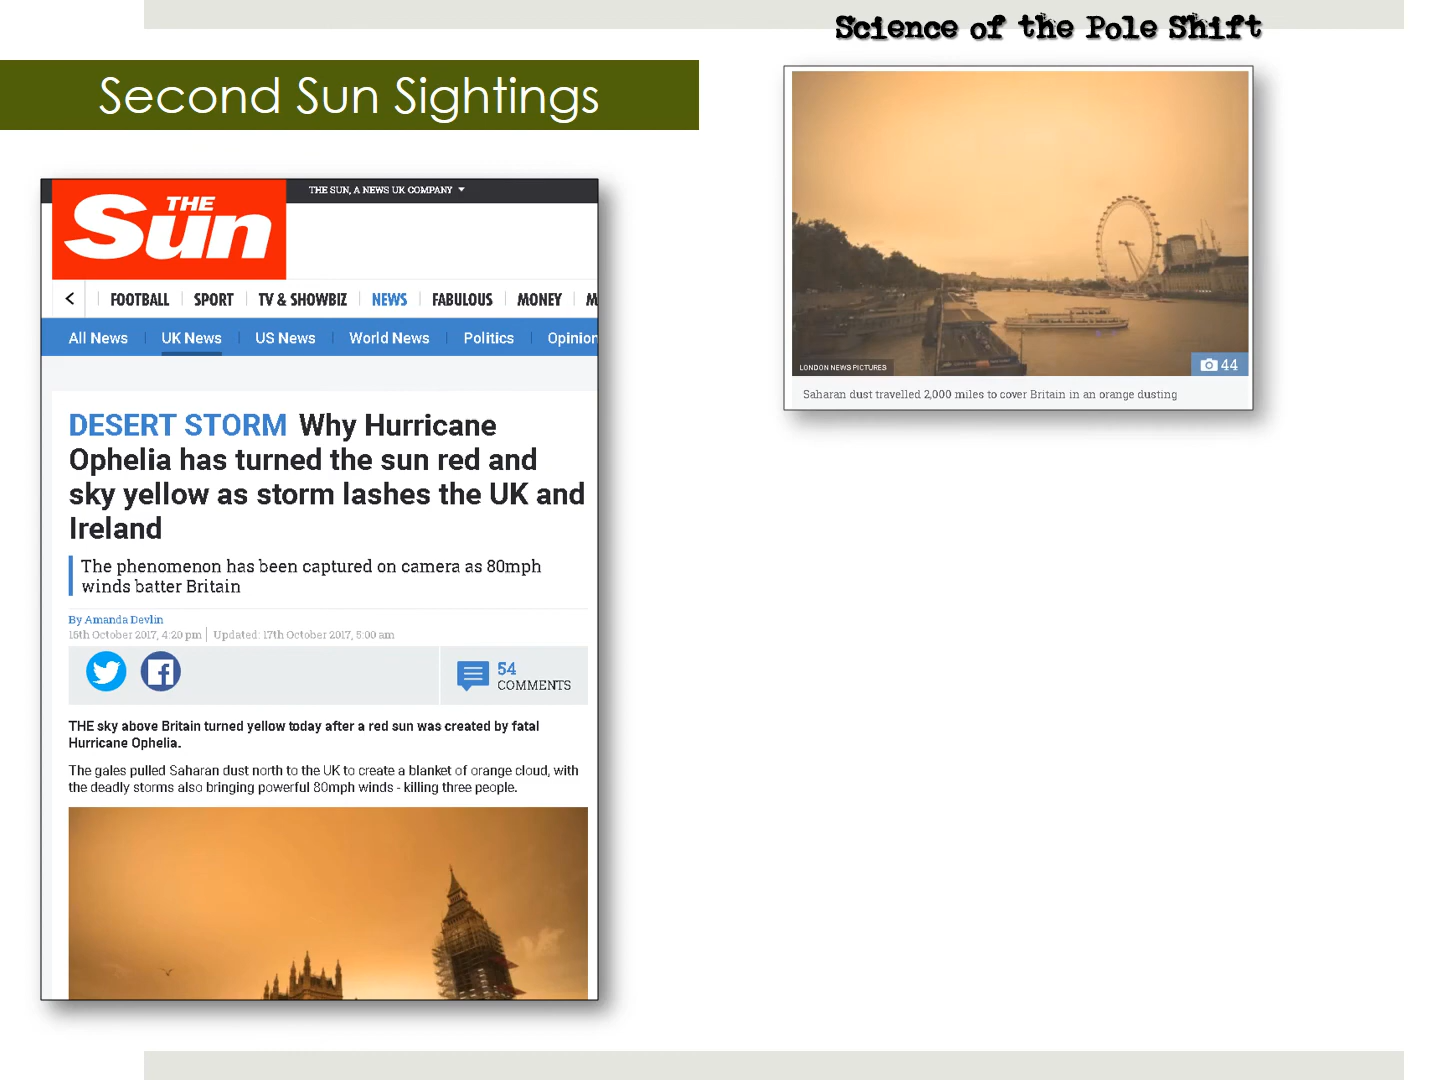 Science of the Pole Shift
Second Sun Sightings
THE SUN, A NEWS UK COMPANY
THE
Sun
FOOTBALL
SPORT
TV & SHOWBIZ
NEWS
FABULOUS
MONEY
M
All News
UK News
US News
World News
Politics
Opinion
DESERT STORM Why Hurricane
Ophelia has turned the sun red and
sky yellow as storm lashes the UK and
Ireland
The phenomenon has been captured on camera as 80mph
winds batter Britain
By Amanda Devlin
16th October 2017, 4:20 pm | Updated: 17th October 2017, 5:00 am
54
COMMENTS
THE sky above Britain turned yellow today after a red sun was created by fatal
Hurricane Ophelia.
The gales pulled Saharan dust north to the UK to create a blanket of orange cloud, with
the deadly storms also bringing powerful 80mph winds - killing three people.
LONDON NEWS PICTURES
44
Saharan dust travelled 2,000 miles to cover Britain in an orange dusting